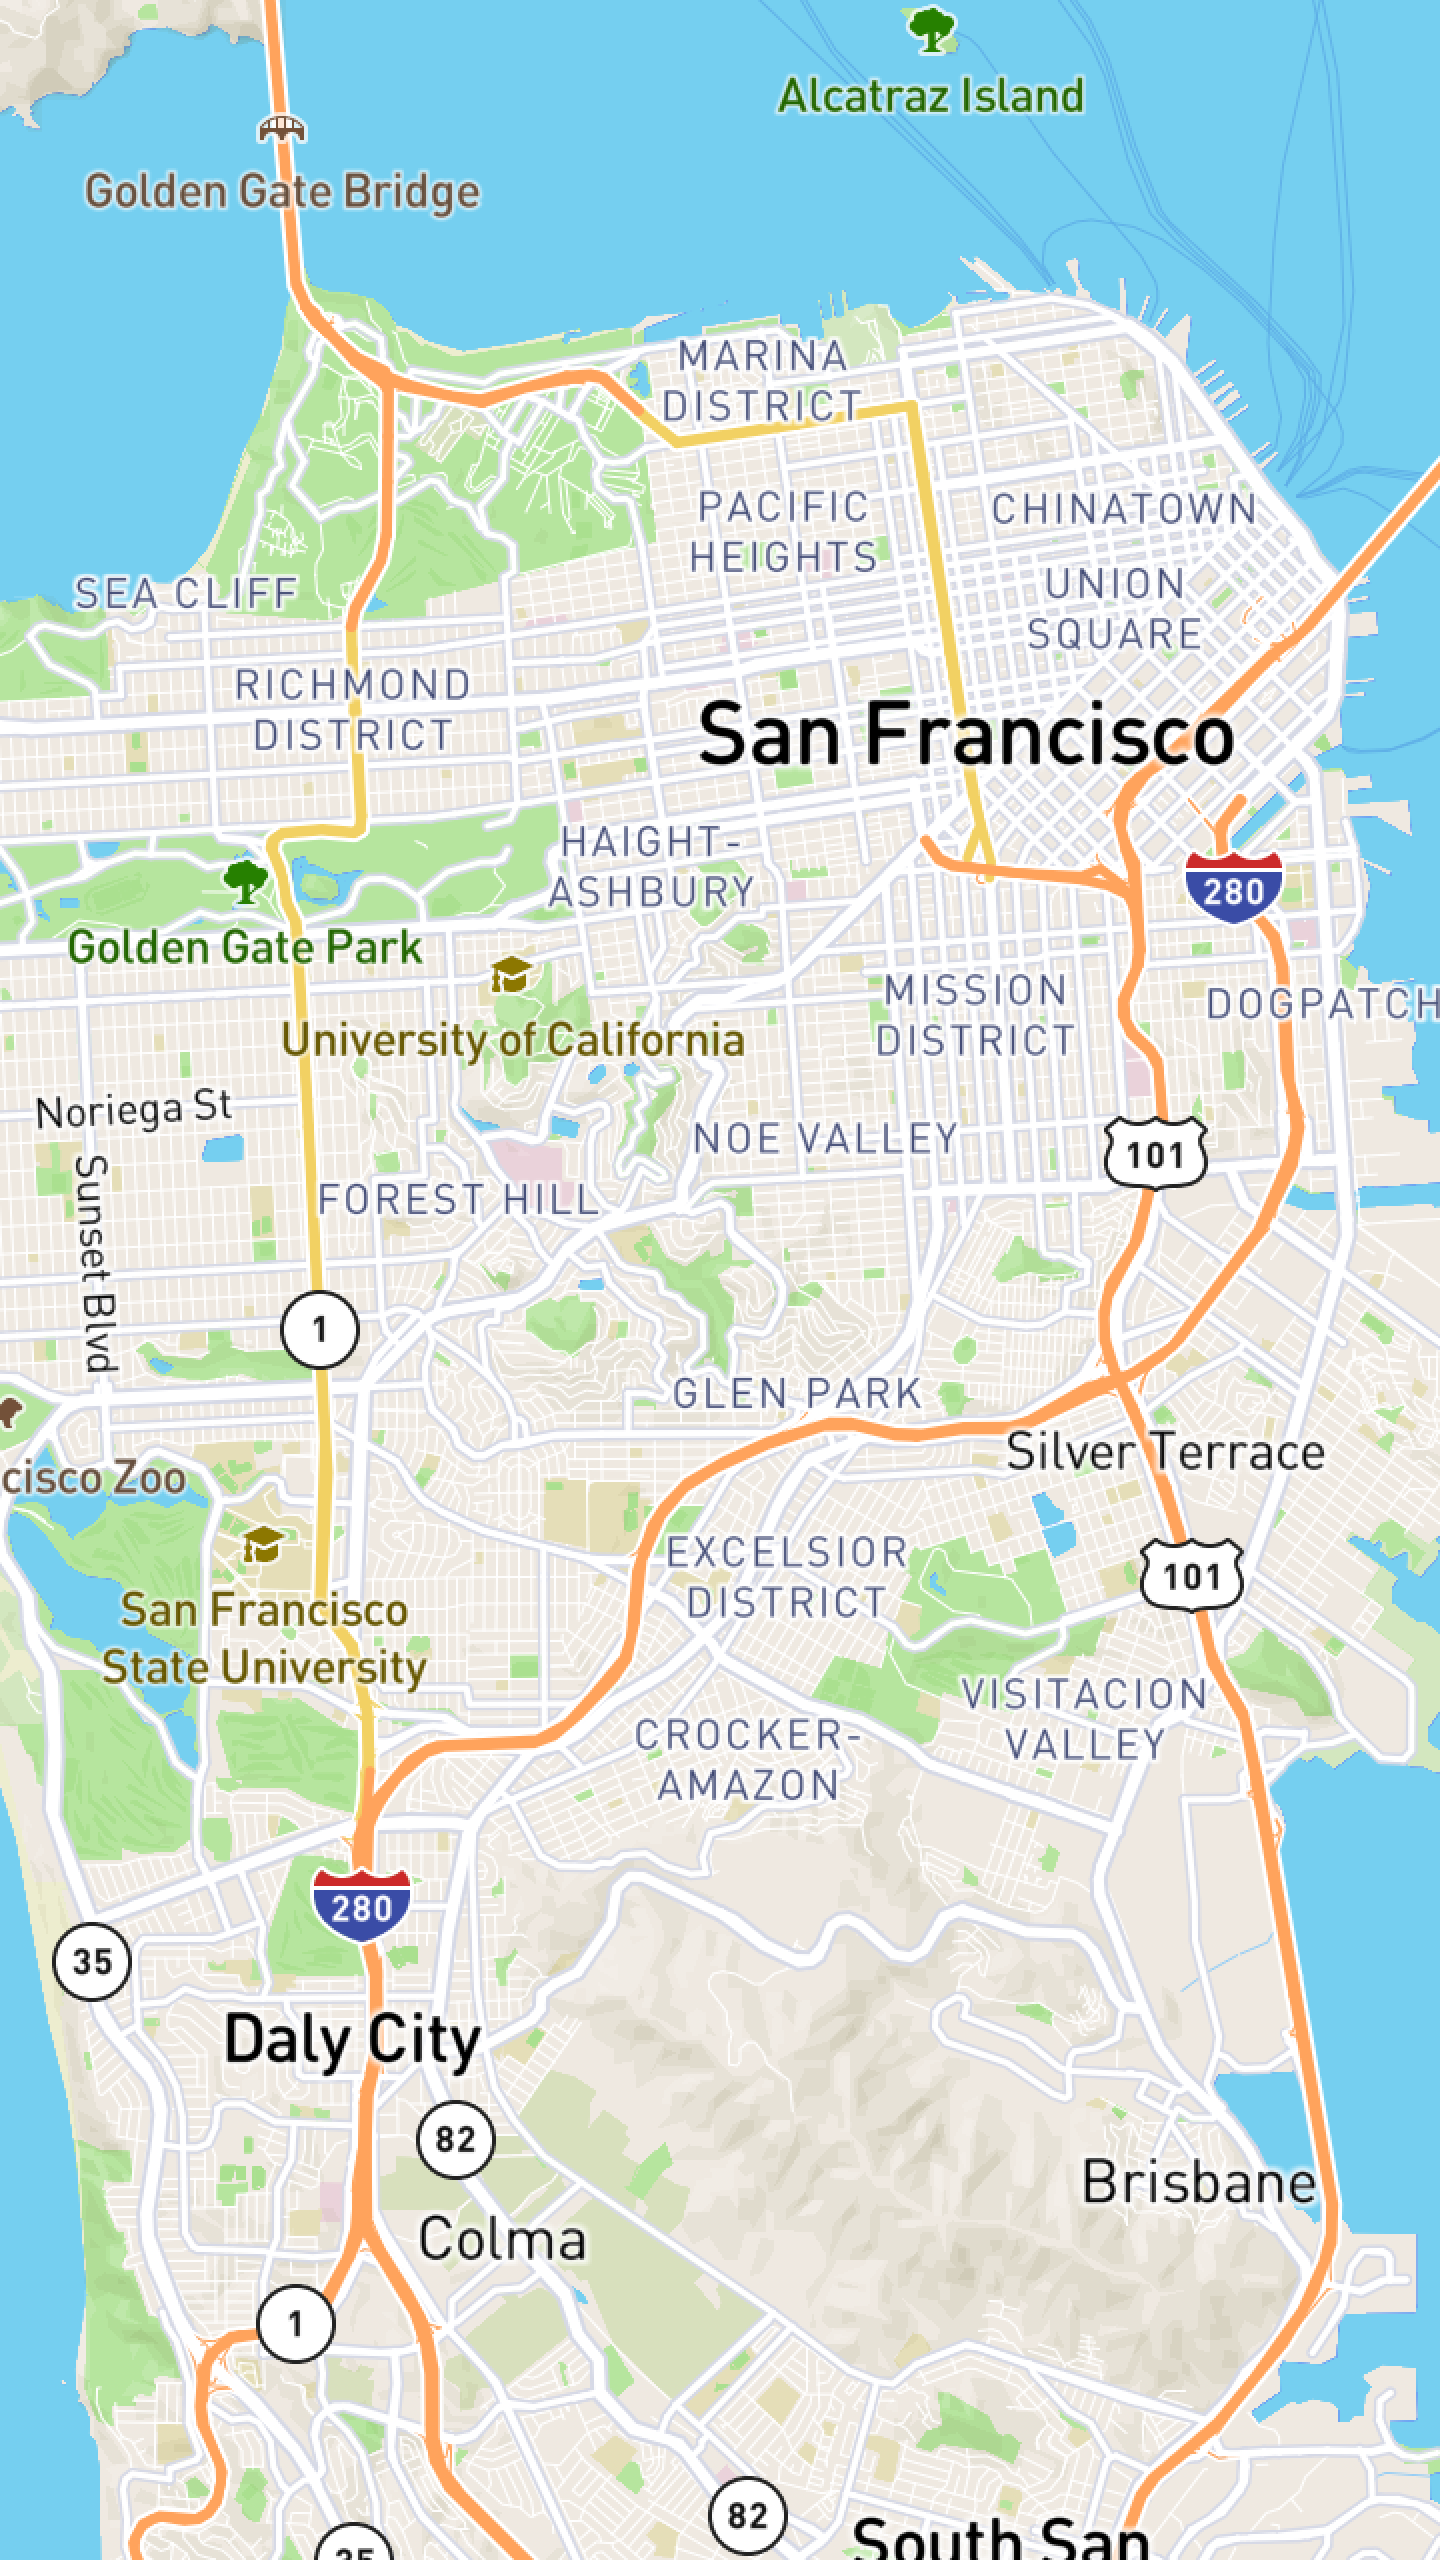 Alcatraz Island
Golden Gate Bridge
MARINA
DISTRICT
PACIFIC
HEIGHTS
CHINATOWN
SEA CLIFF
UNION
SQUARE
RICHMOND
DISTRICT
San Francisco
HAIGHT-
ASHBURY
280
Golden Gate Park
MISSION
DISTRICT
DOGPATCH
University of California
Noriega St
NOE VALLEY
101
Sunset Blvd
FOREST HILL
1
GLEN PARK
Silver Terrace
cisco Zoo
EXCELSIOR
DISTRICT
101
San Francisco
State University
VISITACION
VALLEY
CROCKER-
AMAZON
280
35
Daly City
82
Brisbane
Colma
1
82
South San
35